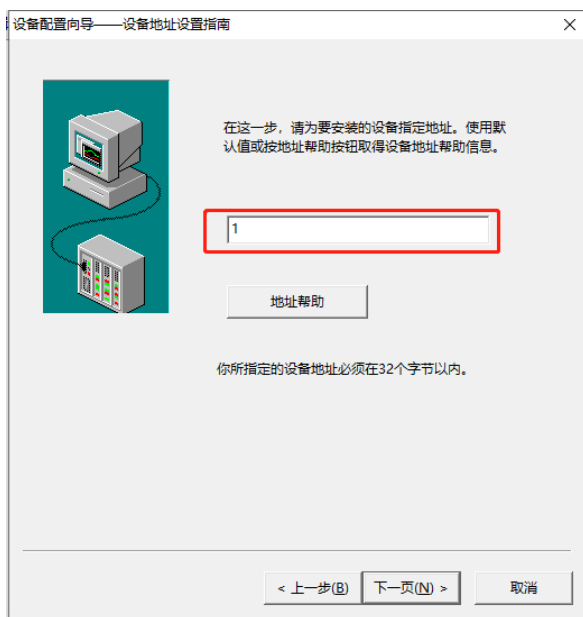 设备配置向导——设备地址设置指南
在这一步，请为要安装的设备指定地址。使用默
认值或按地址帮助按钮取得设备地址帮助信息。
1
地址帮助
你所指定的设备地址必须在32个字节以内。
< 上一步(B) 下一页(N) > 取消